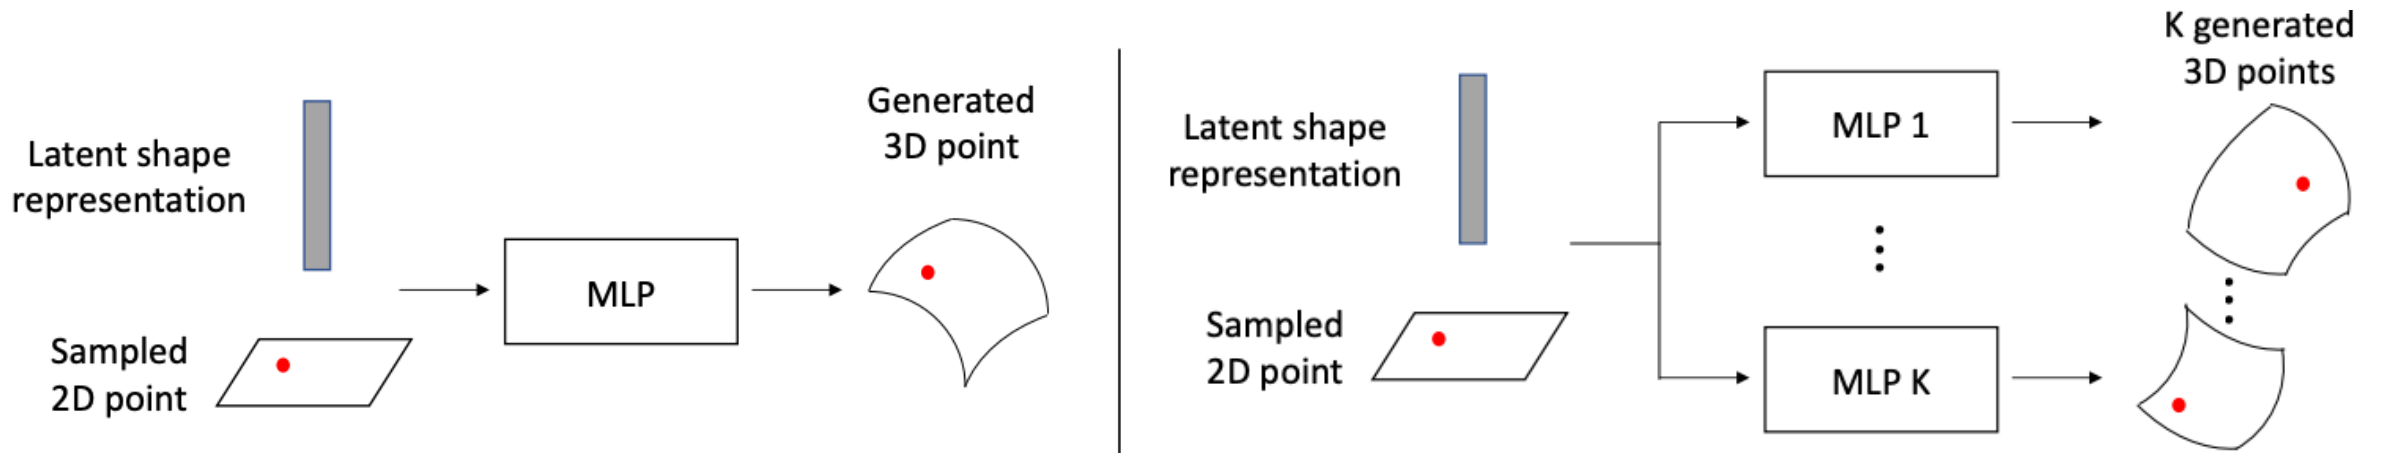 Latent shape
representation
Sampled
2D point
MLP
Generated
3D point
Latent shape
representation
Sampled
2D point
MLP 1
MLP K
K generated
3D points